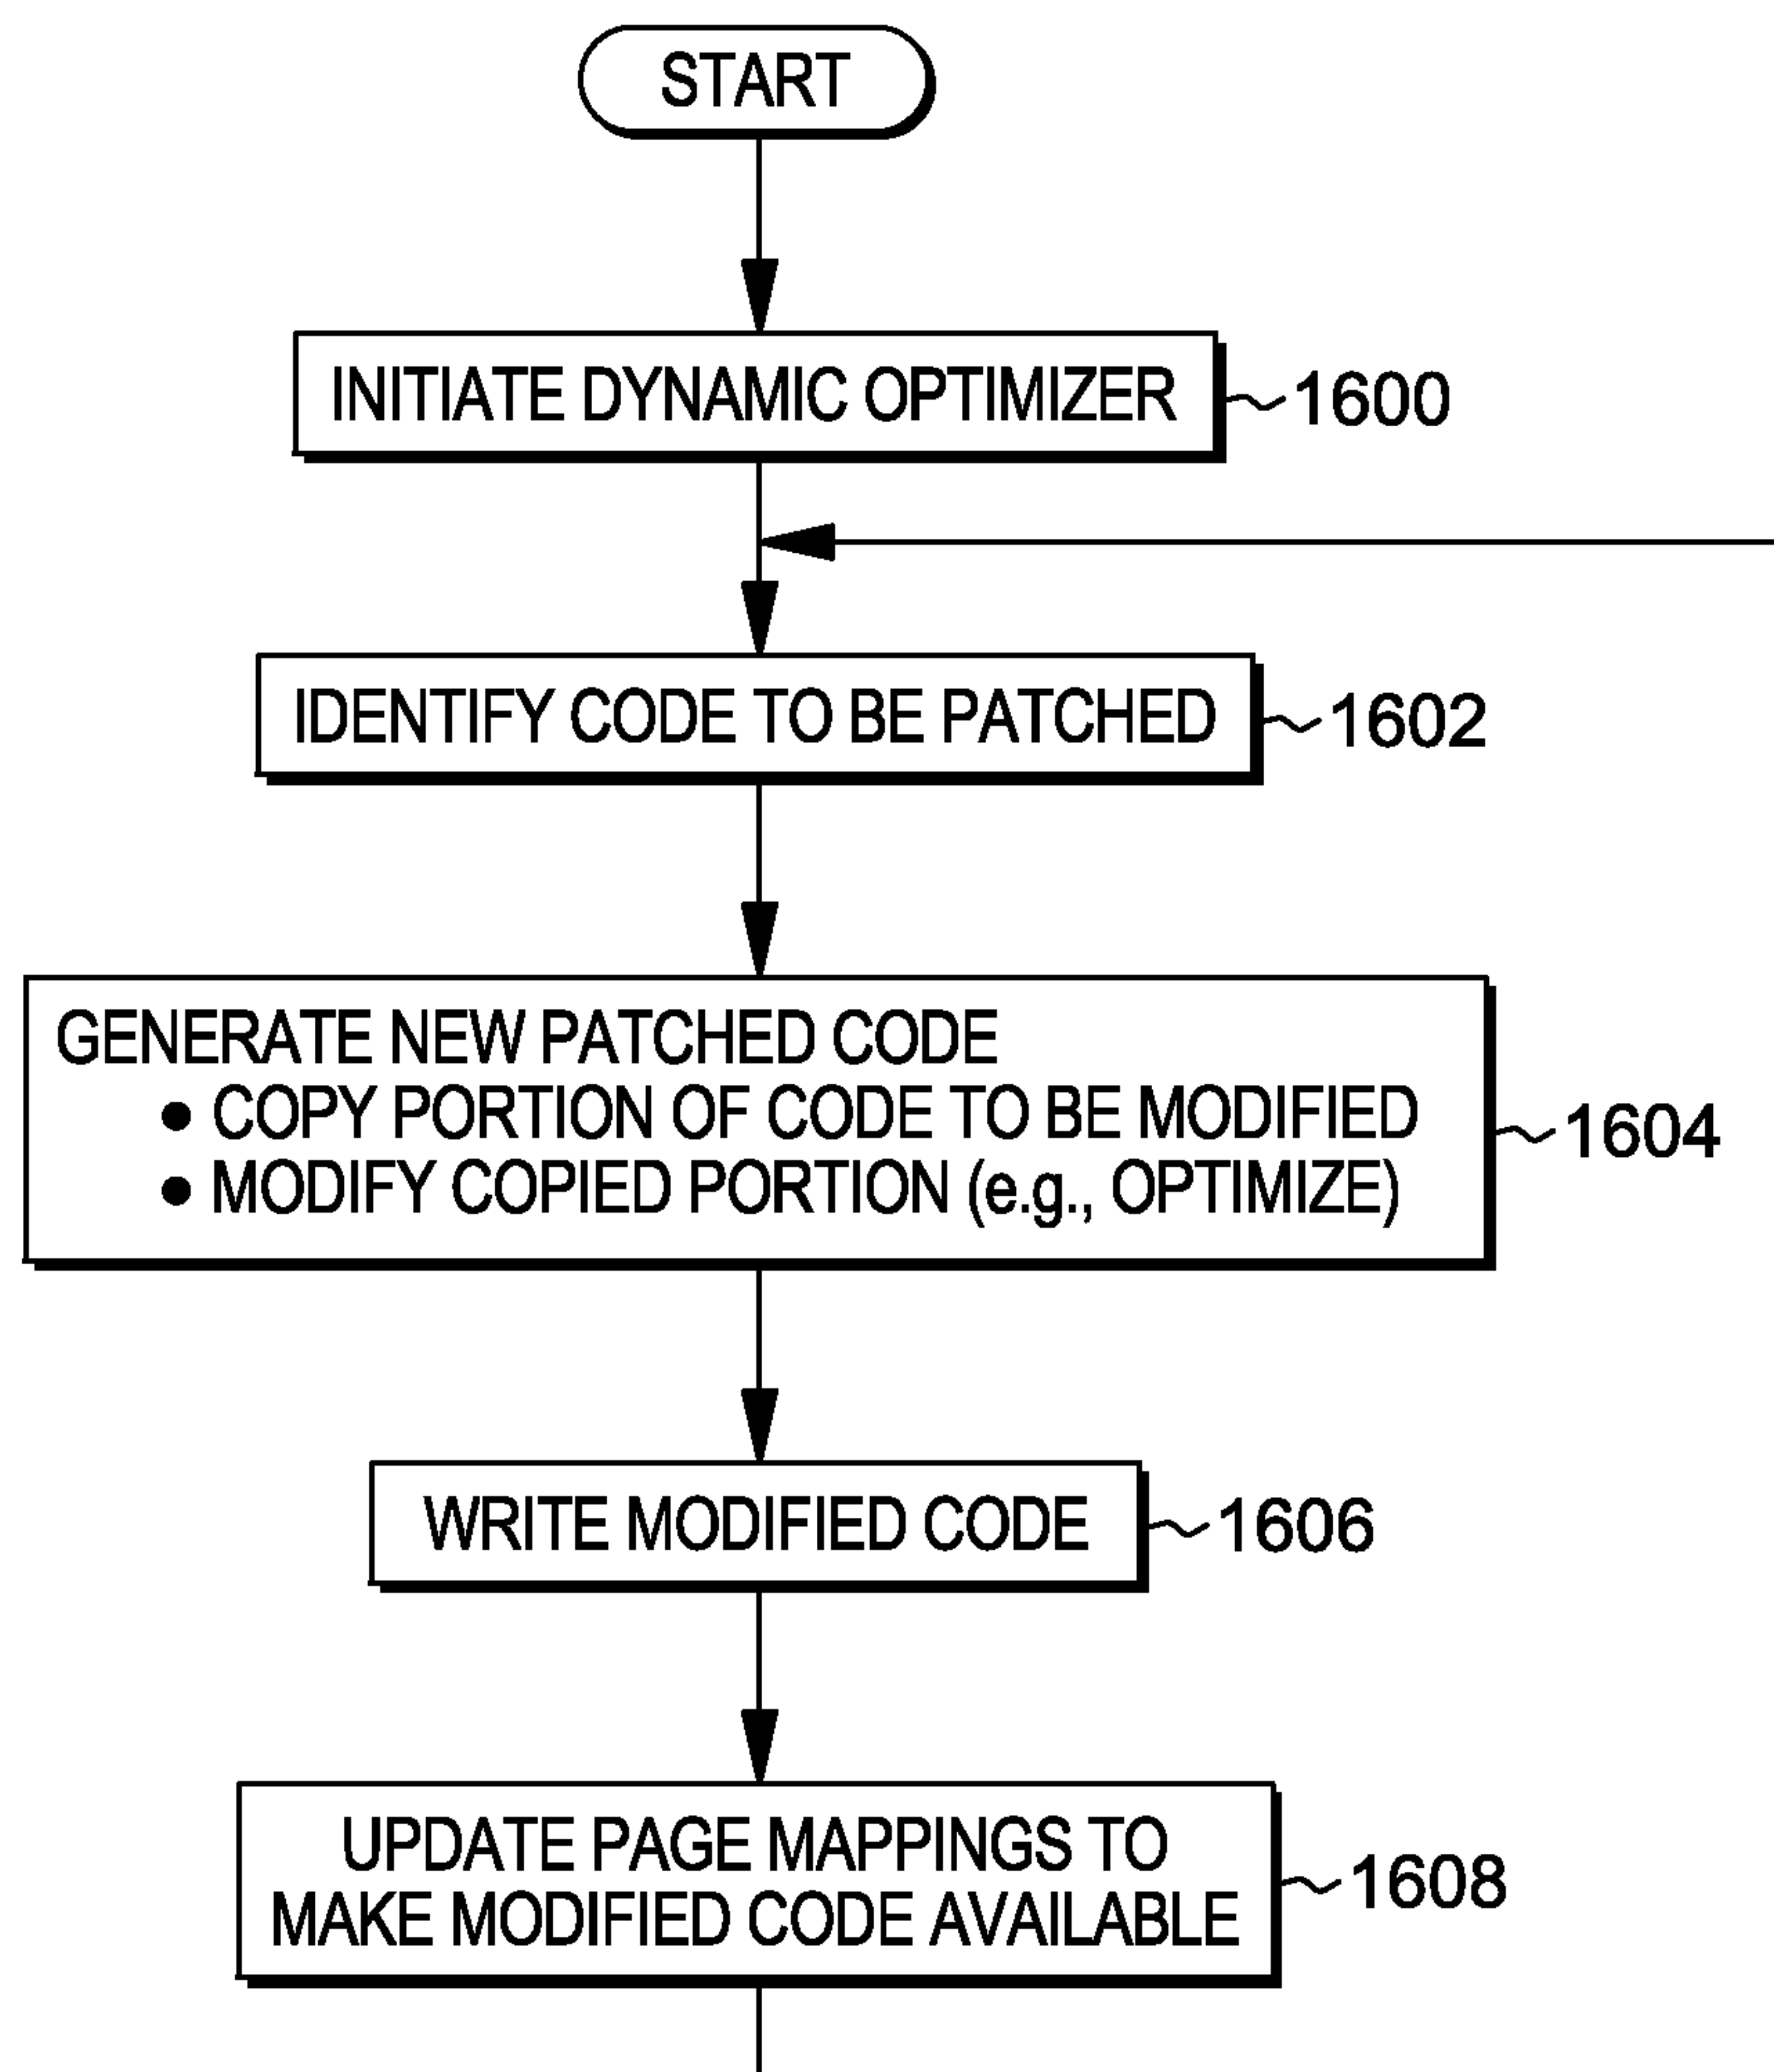 START
INITIATE DYNAMIC OPTIMIZER
1600
IDENTIFY CODE TO BE PATCHED
1602
GENERATE NEW PATCHED CODE
● COPY PORTION OF CODE TO BE MODIFIED
● MODIFY COPIED PORTION (e.g., OPTIMIZE)
1604
WRITE MODIFIED CODE
1606
UPDATE PAGE MAPPINGS TO
MAKE MODIFIED CODE AVAILABLE
1608